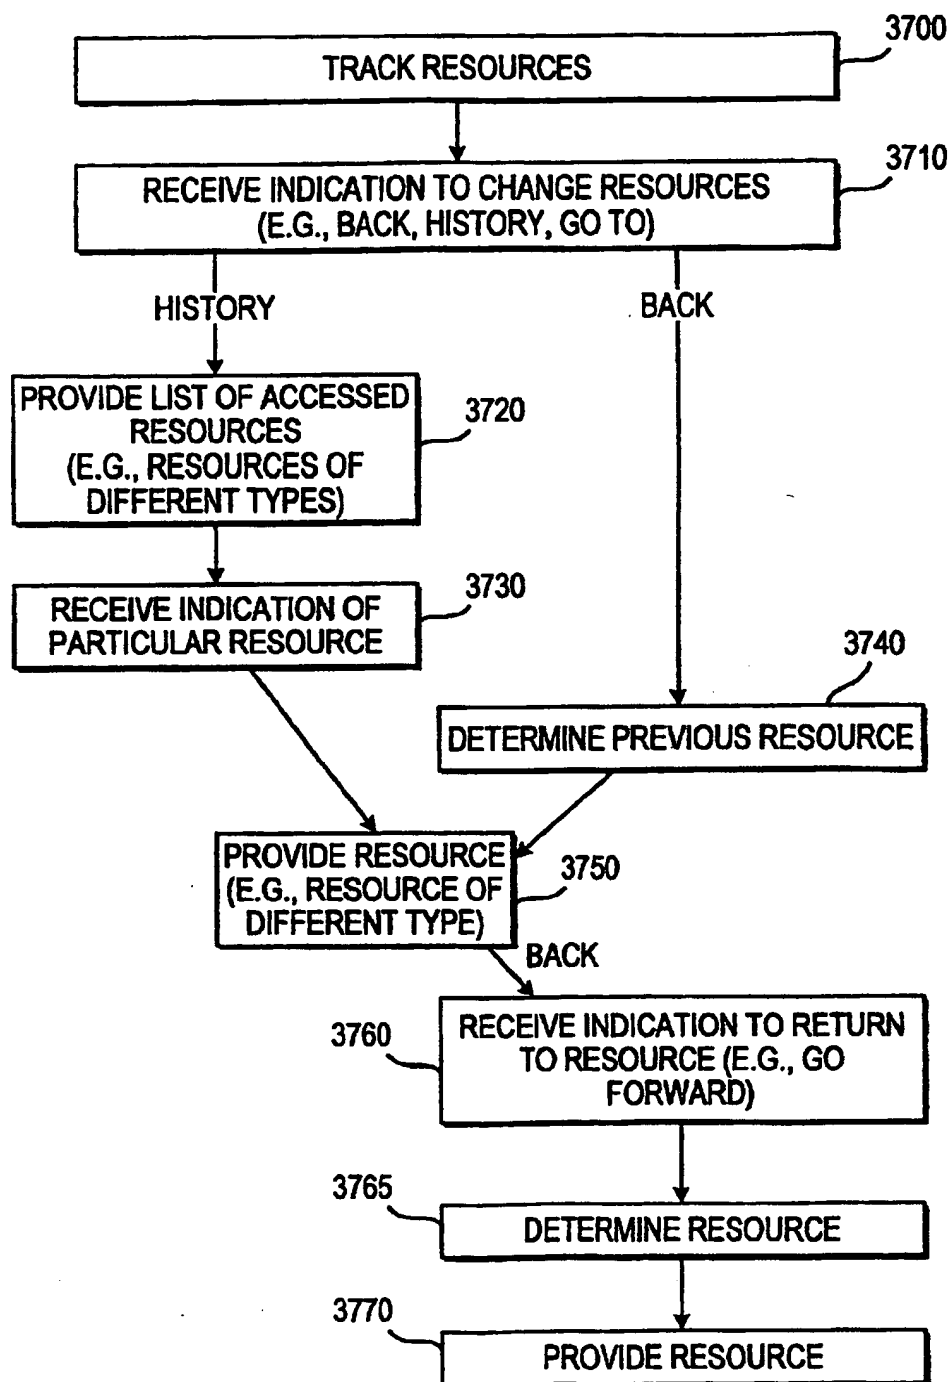 3700
TRACK RESOURCES
3710
RECEIVE INDICATION TO CHANGE RESOURCES
(E.G., BACK, HISTORY, GO TO)
HISTORY
BACK
PROVIDE LIST OF ACCESSED
RESOURCES
(E.G., RESOURCES OF
DIFFERENT TYPES)
3720
RECEIVE INDICATION OF
PARTICULAR RESOURCE
3730
3740
DETERMINE PREVIOUS RESOURCE
PROVIDE RESOURCE
(E.G., RESOURCE OF
DIFFERENT TYPE)
3750
BACK
3760
RECEIVE INDICATION TO RETURN
TO RESOURCE (E.G., GO
FORWARD)
3765
DETERMINE RESOURCE
3770
PROVIDE RESOURCE